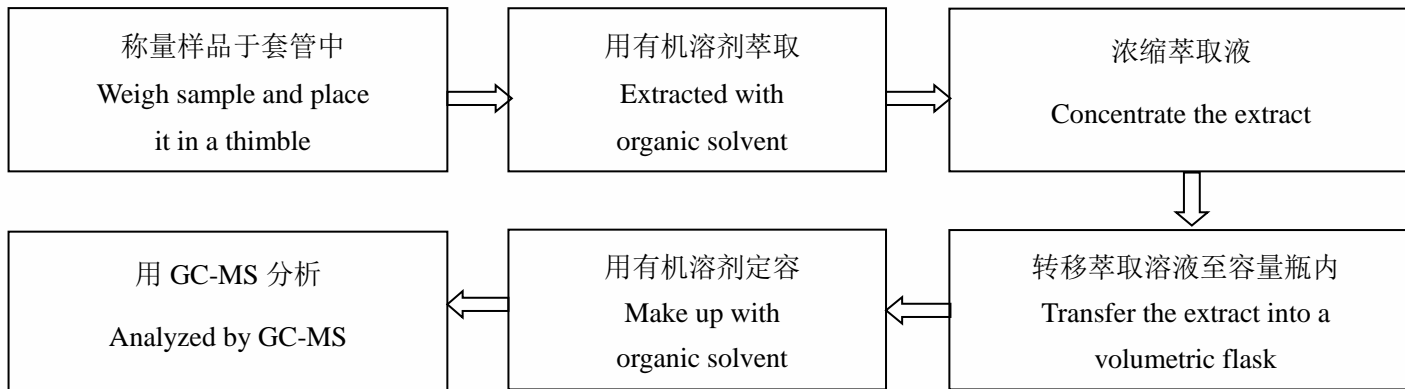 称量样品于套管中
Weigh sample and place
it in a thimble
用有机溶剂萃取
Extracted with
organic solvent
浓缩萃取液
Concentrate the extract
转移萃取溶液至容量瓶内
Transfer the extract into a
volumetric flask
用有机溶剂定容
Make up with
organic solvent
用 GC-MS 分析
Analyzed by GC-MS